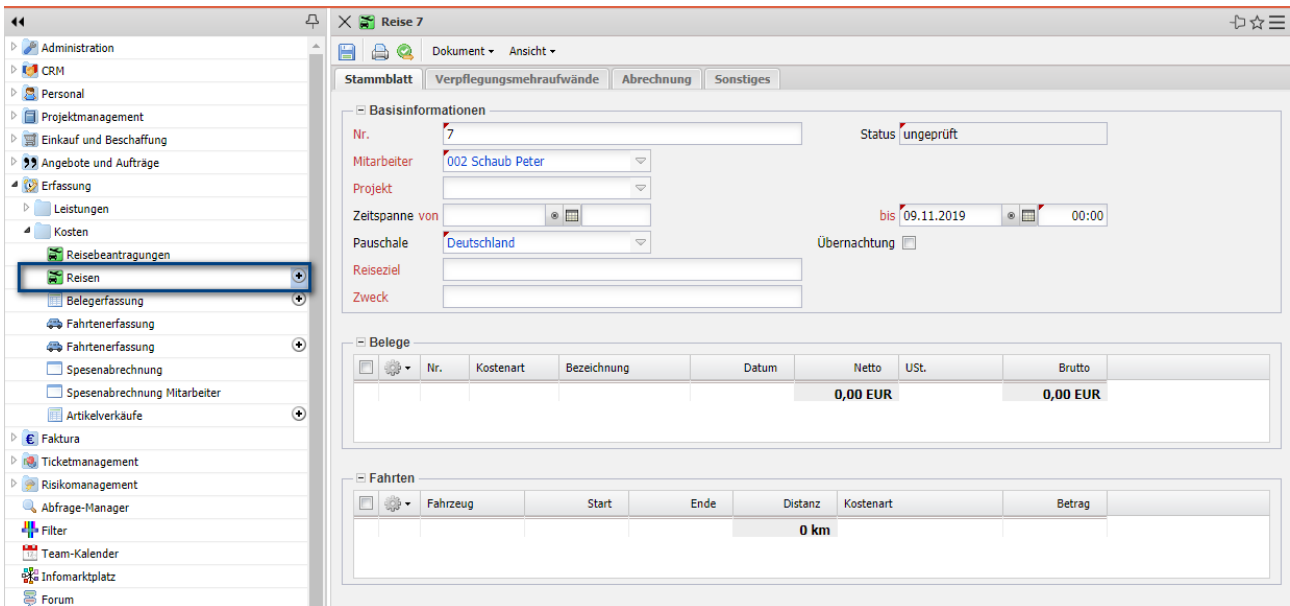 Administration
CRM
Personal
Projektmanagement
Einkauf und Beschaffung
Angebote und Aufträge
Erfassung
Leistungen
Kosten
Reisebeantragungen
Reisen
Belegerfassung
Fahrtenerfassung
Fahrtenerfassung
Spesenabrechnung
Spesenabrechnung Mitarbeiter
Artikelverkäufe
Faktura
Ticketmanagement
Risikomanagement
Abfrage-Manager
Filter
Team-Kalender
Infomarktplatz
Forum
Reise 7
Dokument Ansicht
Stammblatt Verpflegungsmehraufwände Abrechnung Sonstiges
Basisinformationen
Nr. 7 Status ungeprüft
Mitarbeiter 002 Schaub Peter
Projekt
Zeitspanne von bis 09.11.2019 00:00
Pauschale Deutschland Übernachtung
Reiseziel
Zweck
Belege
Nr. Kostenart Bezeichnung Datum Netto USt. Brutto
0,00 EUR 0,00 EUR
Fahrten
Fahrzeug Start Ende Distanz Kostenart Betrag
0 km